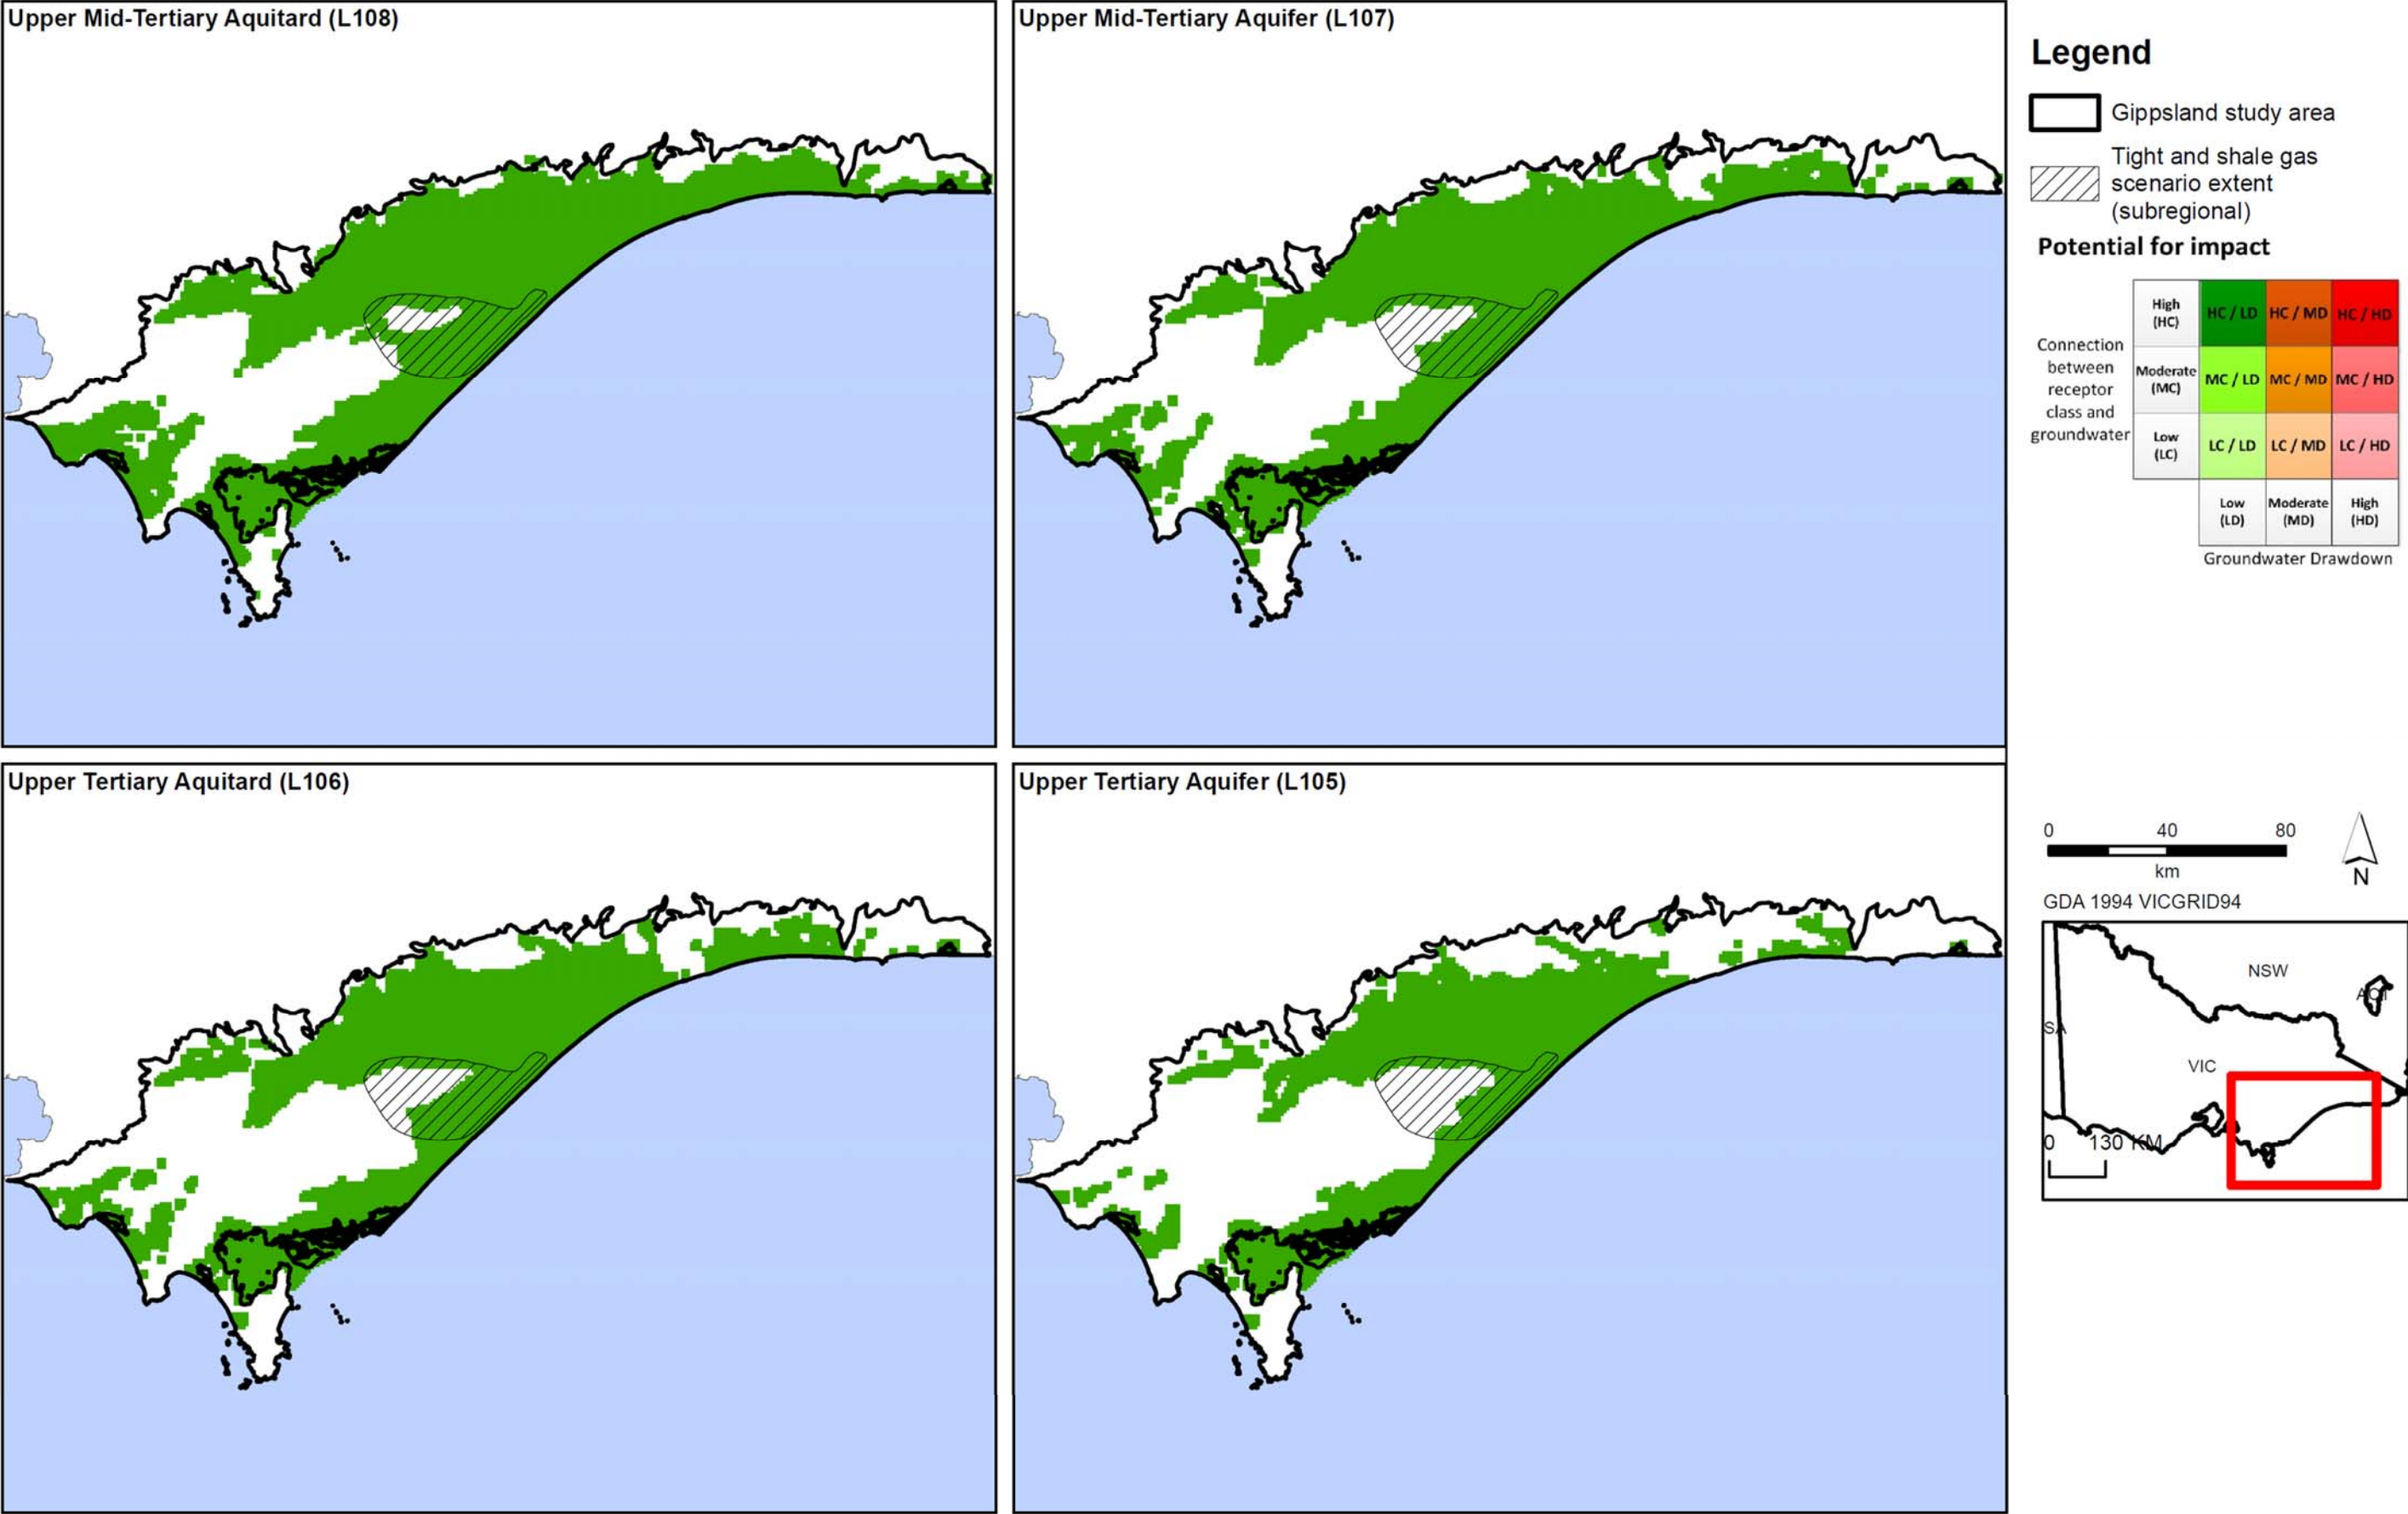 Upper Mid-Tertiary Aquitard (L108)
Upper Mid-Tertiary Aquifer (L107)
Upper Tertiary Aquitard (L106)
Upper Tertiary Aquifer (L105)
Legend
Gippsland study area
Tight and shale gas
scenario extent
(subregional)
Potential for impact
Connection
between
receptor
class and
groundwater
High
(HC)
HC / LD
HC / MD
HC / HD
Moderate
(MC)
MC / LD
MC / MD
MC / HD
Low
(LC)
LC / LD
LC / MD
LC / HD
Low
(LD)
Moderate
(MD)
High
(HD)
Groundwater Drawdown
0 40 80
km
N
GDA 1994 VICGRID94
NSW
ACT
SA
VIC
0 130 KM